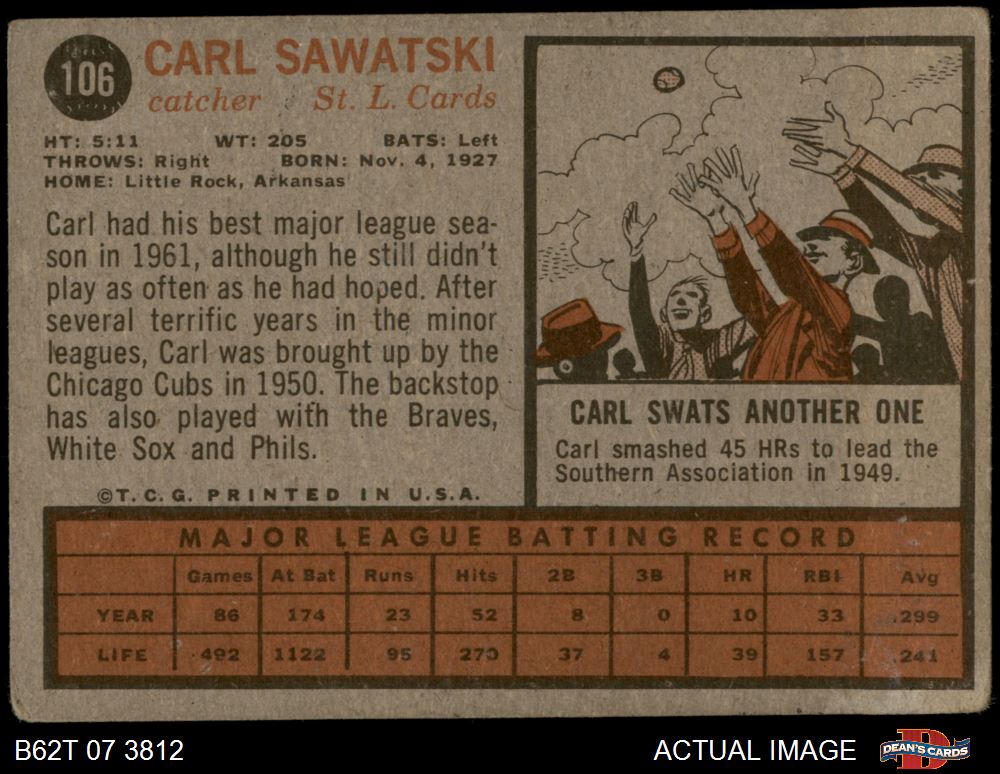 106
CARL SAWATSKI
catcher St. L. Cards
HT: 5:11 WT: 205 BATS: Left
THROWS: Right BORN: Nov. 4, 1927
HOME: Little Rock, Arkansas
Carl had his best major league sea-
son in 1961, although he still didn't
play as often as he had hoped. After
several terrific years in the minor
leagues, Carl was brought up by the
Chicago Cubs in 1950. The backstop
has also played with the Braves,
White Sox and Phils.
©T. C. G. PRINTED IN U.S.A.
CARL SWATS ANOTHER ONE
Carl smashed 45 HRs to lead the
Southern Association in 1949.
MAJOR LEAGUE BATTING RECORD
Games At Bat Runs Hits 2B 3B HR RBI Avg
YEAR 86 174 23 52 8 0 10 33 .299
LIFE 492 1122 95 270 37 4 39 157 .241
B62T 07 3812 ACTUAL IMAGE DEAN'S CARDS